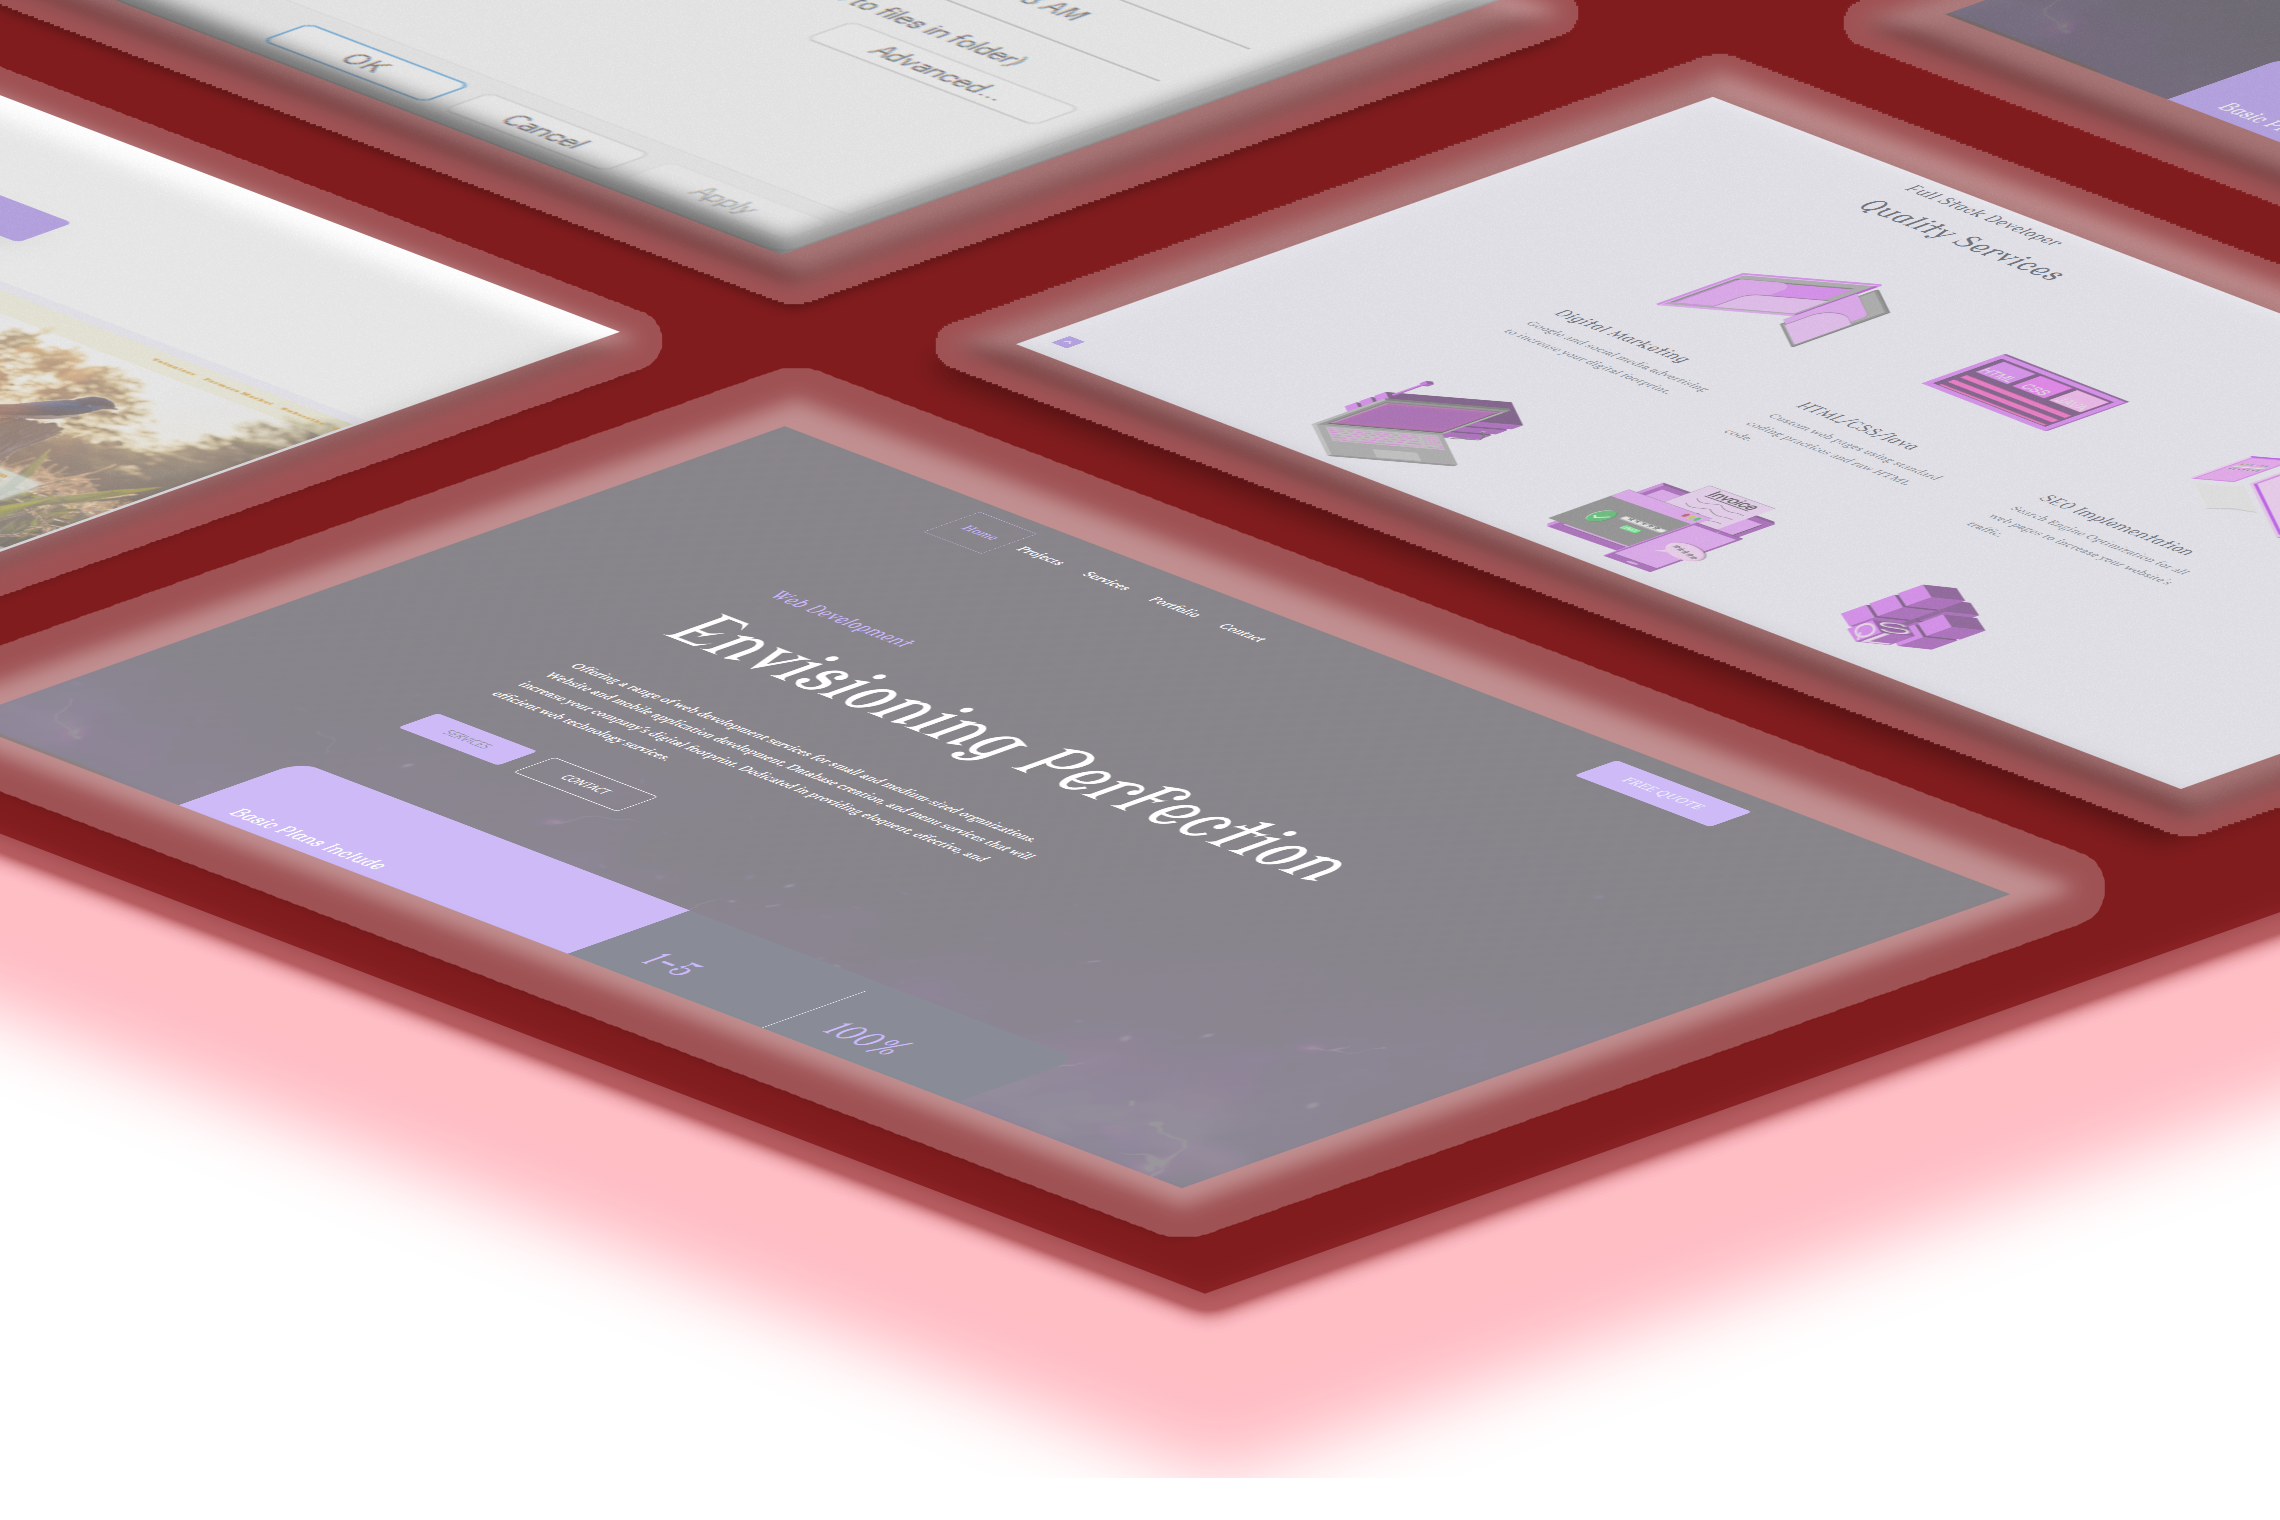 AM
to files in folder)
Advanced...
OK
Cancel
Apply
Basic
Full Stack Developer
Quality Services
Digital Marketing
Google and social media advertising
to increase your digital footprint.
HTML/CSS/Java
Custom web pages using standard
coding practices and raw HTML
code.
SEO Implementation
Search Engine Optimization for all
web pages to increase your website's
traffic.
HTML
CSS
Invoice
Home
Projects
Services
Portfolio
Contact
FREE QUOTE
Web Development
Envisioning Perfection
Offering a range of web development services for small and medium-sized organizations.
Website and mobile application development, Database creation, and menu services that will
increase your company's digital footprint. Dedicated in providing eloquent, effective, and
efficient web technology services.
SERVICES
CONTACT
Basic Plans Include
1-5
100%